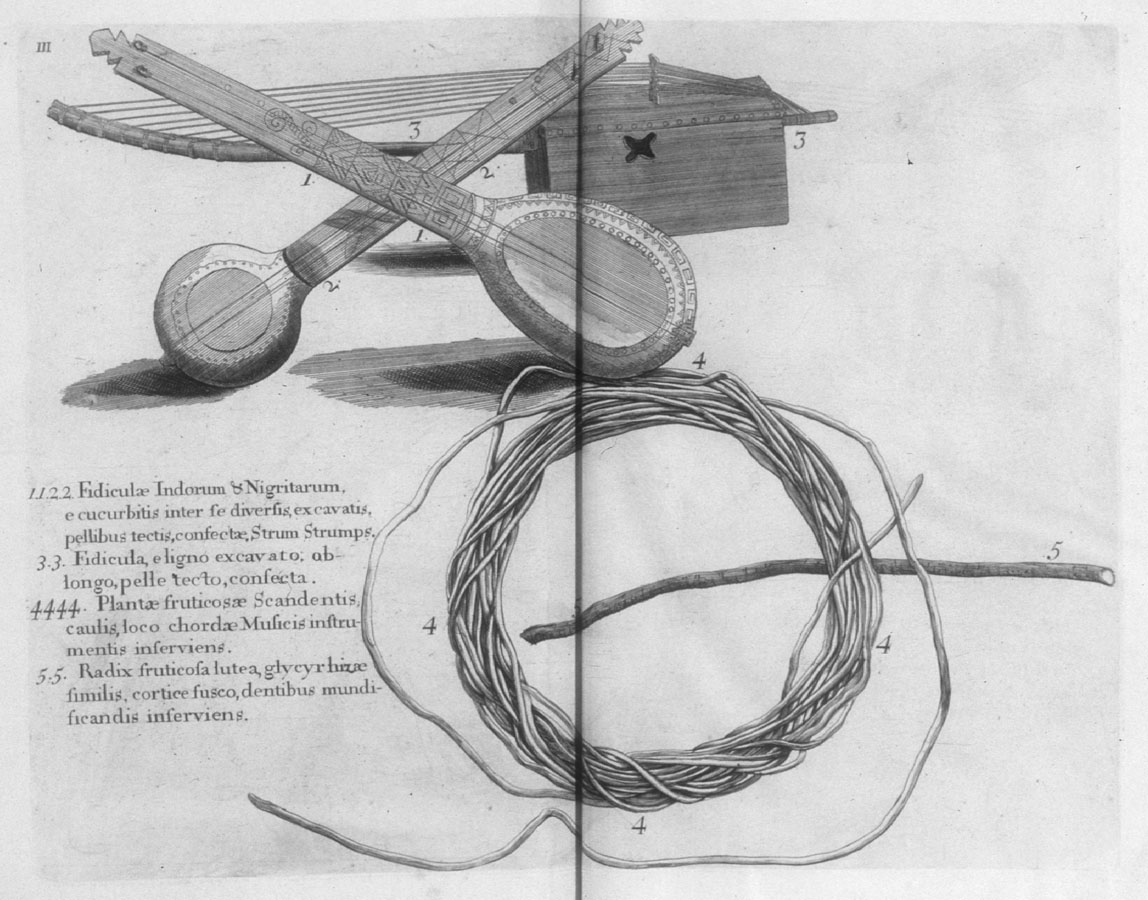 III
1.
2.
3
3
1.
2.
4
1.1.2.2. Fidiculæ Indorum & Nigritarum,
e cucurbitis inter ſe diverſis, excavatis,
pellibus tectis, confectæ, Strum Strumps.
3.3. Fidicula, e ligno excavato, ob-
longo, pelle tecto, confecta.
4444. Plantæ fruticosæ Scandentis,
caulis, loco chordæ Muſicis inſtru-
mentis inſerviens.
5.5. Radix fruticoſa lutea, glycyrhizæ
ſimilis, cortice fusco, dentibus mundi-
ficandis inſerviens.
5
4
4
4